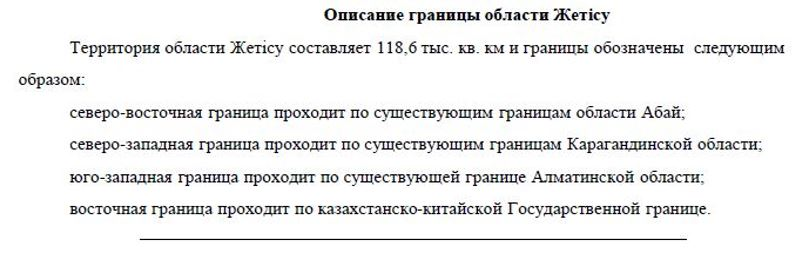 Описание границы области Жетісу
Территория области Жетісу составляет 118,6 тыс. кв. км и границы обозначены следующим
образом:
северо-восточная граница проходит по существующим границам области Абай;
северо-западная граница проходит по существующим границам Карагандинской области;
юго-западная граница проходит по существующей границе Алматинской области;
восточная граница проходит по казахстанско-китайской Государственной границе.